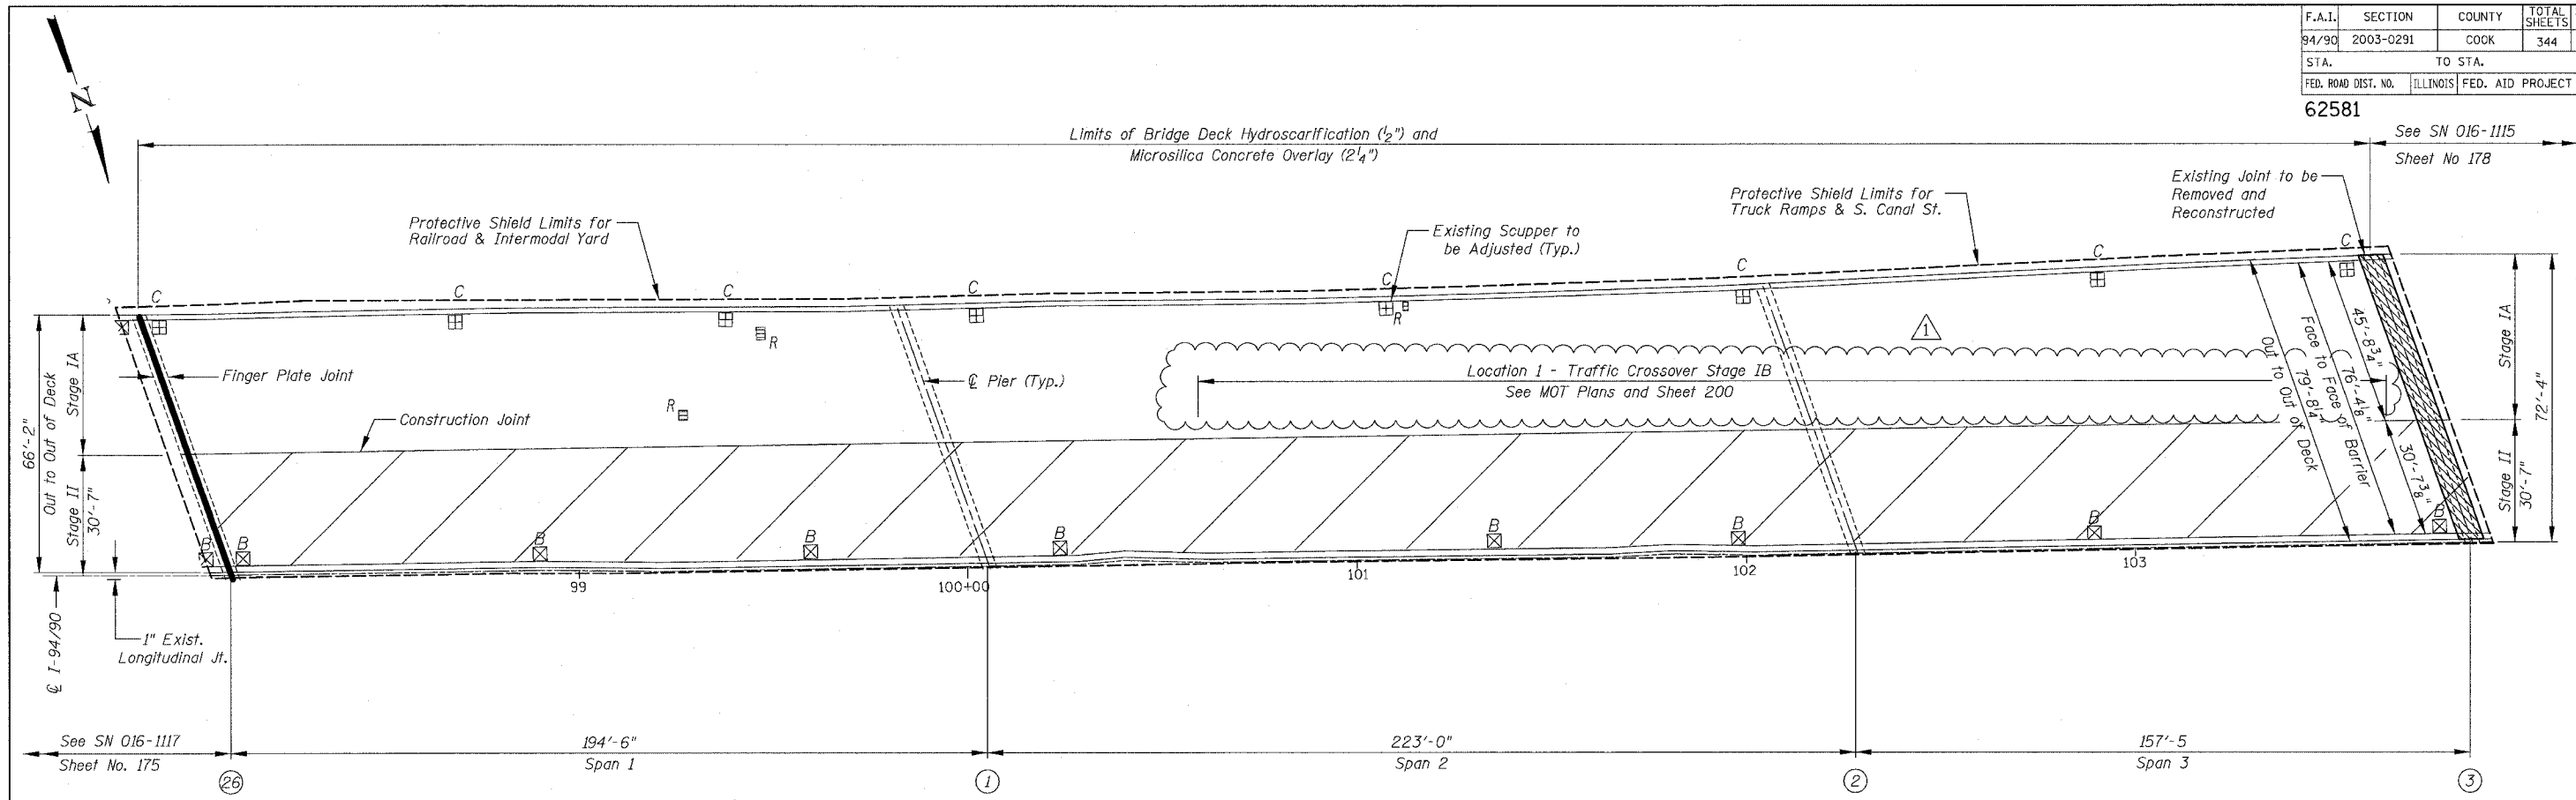 F.A.I. SECTION COUNTY TOTAL SHEETS
94/90 2003-0291 COOK 344
STA. TO STA.
FED. ROAD DIST. NO. ILLINOIS FED. AID PROJECT
62581
N
Limits of Bridge Deck Hydroscarification (1/2") and
Microsilica Concrete Overlay (2 1/4")
See SN 016-1115
Sheet No 178
Existing Joint to be
Removed and
Reconstructed
Protective Shield Limits for
Truck Ramps & S. Canal St.
Protective Shield Limits for
Railroad & Intermodal Yard
Existing Scupper to
be Adjusted (Typ.)
C C C C C C C C
R R R
1
Finger Plate Joint
℄ Pier (Typ.)
Location 1 - Traffic Crossover Stage IB
See MOT Plans and Sheet 200
Construction Joint
66'-2"
Out to Out of Deck
Stage IA
Stage II
30'-7"
Out to Out of Deck
79'-8 1/4"
Face to Face of Barrier
76'-4 1/8"
45'-8 3/4"
30'-7 3/8"
Stage IA
Stage II
30'-7"
72'-4"
B B B B B B B B B
99 100+00 101 102 103
℄ I-94/90
1" Exist.
Longitudinal Jt.
See SN 016-1117
Sheet No. 175
194'-6"
Span 1
223'-0"
Span 2
157'-5
Span 3
26 1 2 3